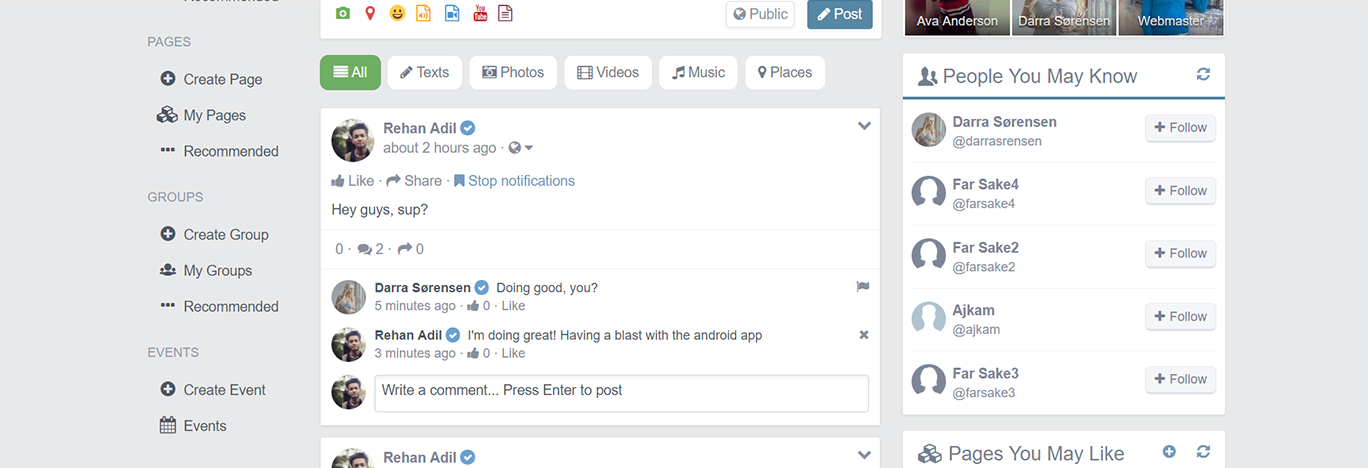 Recommended
PAGES
Create Page
My Pages
Recommended
GROUPS
Create Group
My Groups
Recommended
EVENTS
Create Event
Events
You Tube
Public
Post
All
Texts
Photos
Videos
Music
Places
Rehan Adil
about 2 hours ago ·
Like · Share · Stop notifications
Hey guys, sup?
0 · 2 · 0
Darra Sørensen Doing good, you?
5 minutes ago · 0 · Like
Rehan Adil I'm doing great! Having a blast with the android app
3 minutes ago · 0 · Like
Write a comment... Press Enter to post
Rehan Adil
Ava Anderson
Darra Sørensen
Webmaster
People You May Know
Darra Sørensen
@darrasrensen
Follow
Far Sake4
@farsake4
Follow
Far Sake2
@farsake2
Follow
Ajkam
@ajkam
Follow
Far Sake3
@farsake3
Follow
Pages You May Like